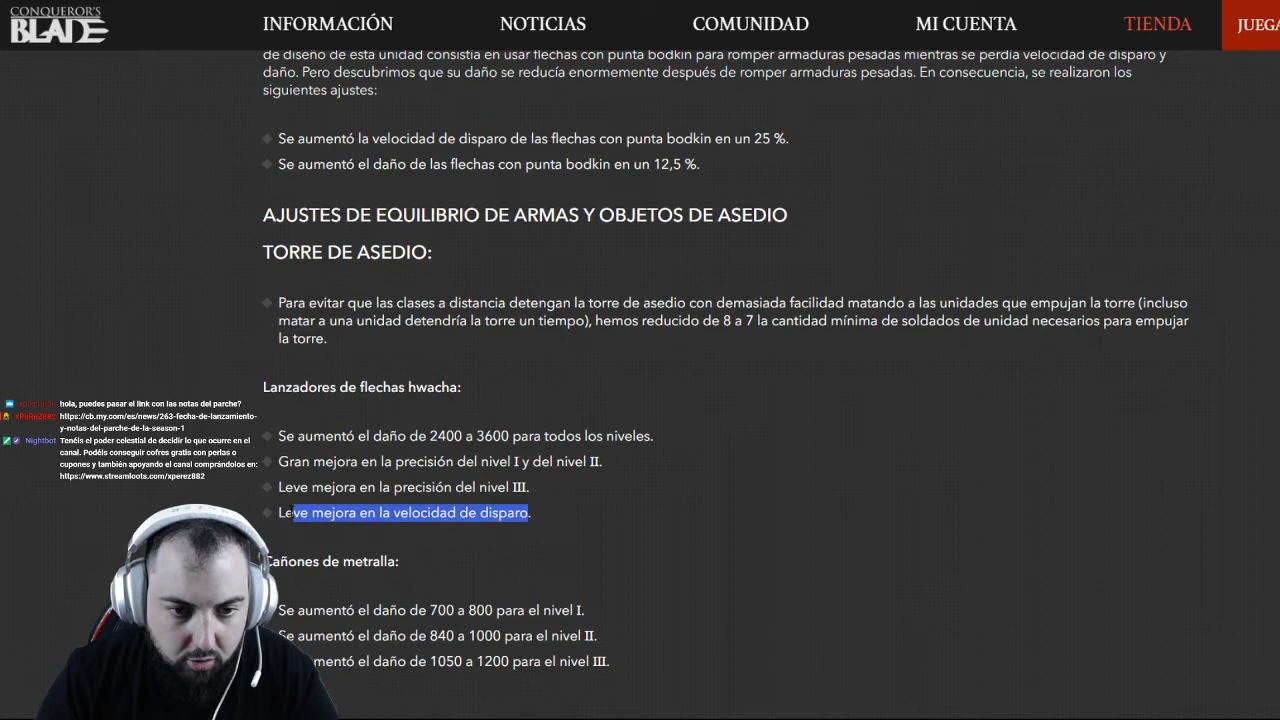 CONQUEROR'S
BLADE
INFORMACIÓN
NOTICIAS
COMUNIDAD
MI CUENTA
TIENDA
JUEGA
de diseño de esta unidad consistía en usar flechas con punta bodkin para romper armaduras pesadas mientras se perdía velocidad de disparo y
daño. Pero descubrimos que su daño se reducía enormemente después de romper armaduras pesadas. En consecuencia, se realizaron los
siguientes ajustes:
Se aumentó la velocidad de disparo de las flechas con punta bodkin en un 25 %.
Se aumentó el daño de las flechas con punta bodkin en un 12,5 %.
AJUSTES DE EQUILIBRIO DE ARMAS Y OBJETOS DE ASEDIO
TORRE DE ASEDIO:
Para evitar que las clases a distancia detengan la torre de asedio con demasiada facilidad matando a las unidades que empujan la torre (incluso
matar a una unidad detendría la torre un tiempo), hemos reducido de 8 a 7 la cantidad mínima de soldados de unidad necesarios para empujar
la torre.
Lanzadores de flechas hwacha:
Se aumentó el daño de 2400 a 3600 para todos los niveles.
Gran mejora en la precisión del nivel I y del nivel II.
Leve mejora en la precisión del nivel III.
Leve mejora en la velocidad de disparo.
Cañones de metralla:
Se aumentó el daño de 700 a 800 para el nivel I.
Se aumentó el daño de 840 a 1000 para el nivel II.
mentó el daño de 1050 a 1200 para el nivel III.
hola, puedes pasar el link con las notas del parche?
xPeReZ882 https://cb.my.com/es/news/263-fecha-de-lanzamiento-
y-notas-del-parche-de-la-season-1
Nightbot Tenéis el poder celestial de decidir lo que ocurre en el
canal. Podéis conseguir cofres gratis con perlas o
cupones y también apoyando el canal comprándolos en:
https://www.streamloots.com/xperez882